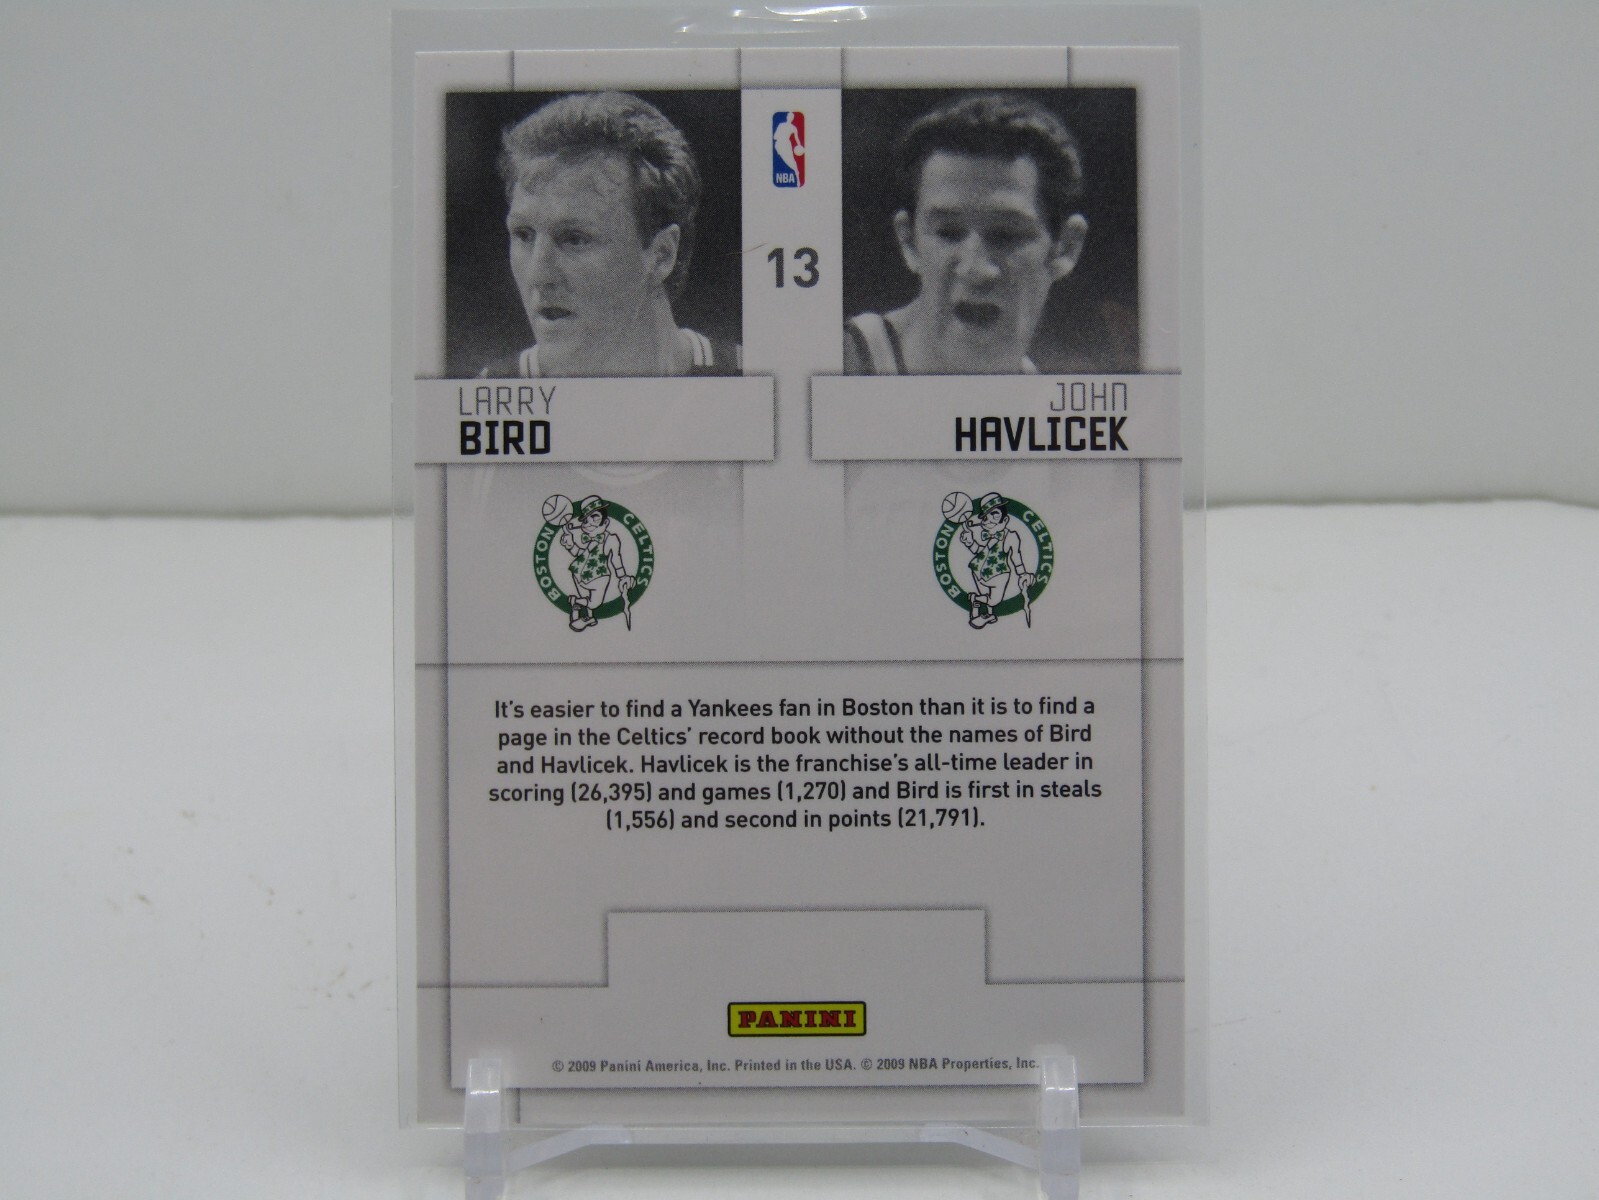 NBA
13
LARRY
BIRD
JOHN
HAVLICEK
BOSTON CELTICS
BOSTON CELTICS
It's easier to find a Yankees fan in Boston than it is to find a
page in the Celtics' record book without the names of Bird
and Havlicek. Havlicek is the franchise's all-time leader in
scoring (26,395) and games (1,270) and Bird is first in steals
(1,556) and second in points (21,791).
PANINI
© 2009 Panini America, Inc. Printed in the USA. © 2009 NBA Properties, Inc.